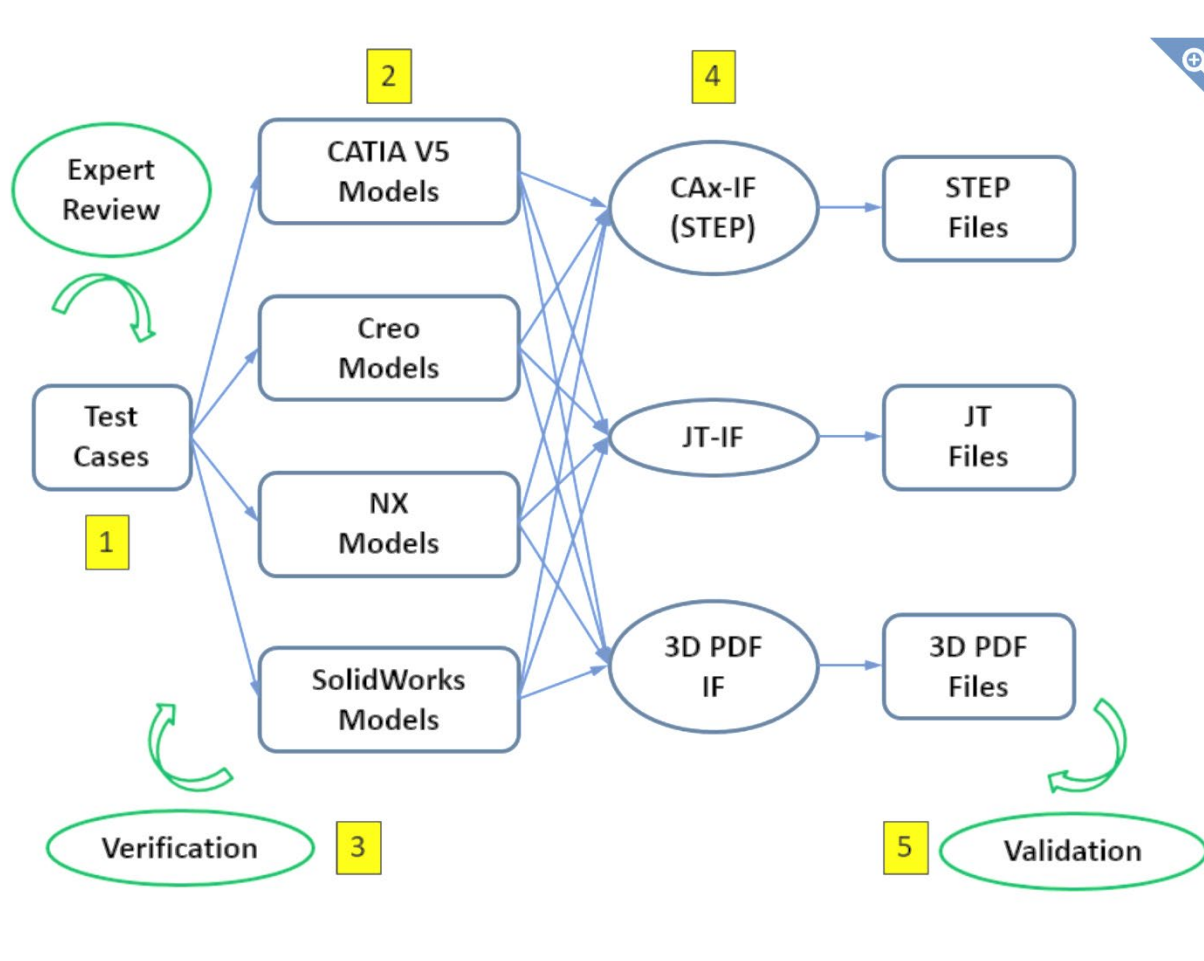 2
4
Expert
Review
CATIA V5
Models
CAx-IF
(STEP)
STEP
Files
Creo
Models
Test
Cases
JT-IF
JT
Files
1
NX
Models
3D PDF
IF
3D PDF
Files
SolidWorks
Models
Verification
3
5
Validation